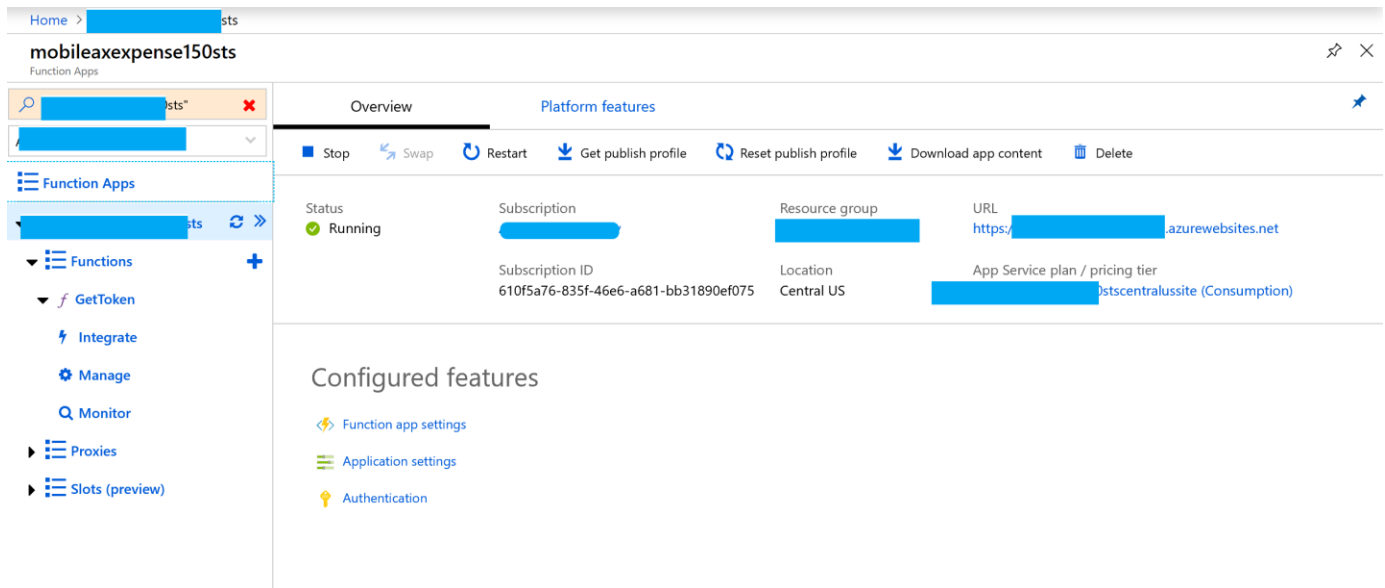 Home > sts
mobileaxexpense150sts
Function Apps
sts"
Function Apps
sts
Functions
GetToken
Integrate
Manage
Monitor
Proxies
Slots (preview)
Overview Platform features
Stop Swap Restart Get publish profile Reset publish profile Download app content Delete
Status Subscription Resource group URL
Running https:/ .azurewebsites.net
Subscription ID Location App Service plan / pricing tier
610f5a76-835f-46e6-a681-bb31890ef075 Central US 0stscentralussite (Consumption)
Configured features
Function app settings
Application settings
Authentication